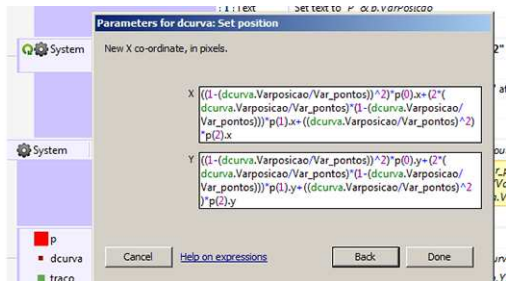 : 1 : Text Set text to "P" & p.VarPosicao
Parameters for dcurva: Set position
System
New X co-ordinate, in pixels.
X ((1-(dcurva.Varposicao/Var_pontos))^2)*p(0).x+(2*(
dcurva.Varposicao/Var_pontos)*(1-(dcurva.Varposicao/
Var_pontos)))*p(1).x+((dcurva.Varposicao/Var_pontos)^2)
*p(2).x
System
Y ((1-(dcurva.Varposicao/Var_pontos))^2)*p(0).y+(2*(
dcurva.Varposicao/Var_pontos)*(1-(dcurva.Varposicao/
Var_pontos)))*p(1).y+((dcurva.Varposicao/Var_pontos)^2
)*p(2).y
p
dcurva
traco
Cancel Help on expressions Back Done